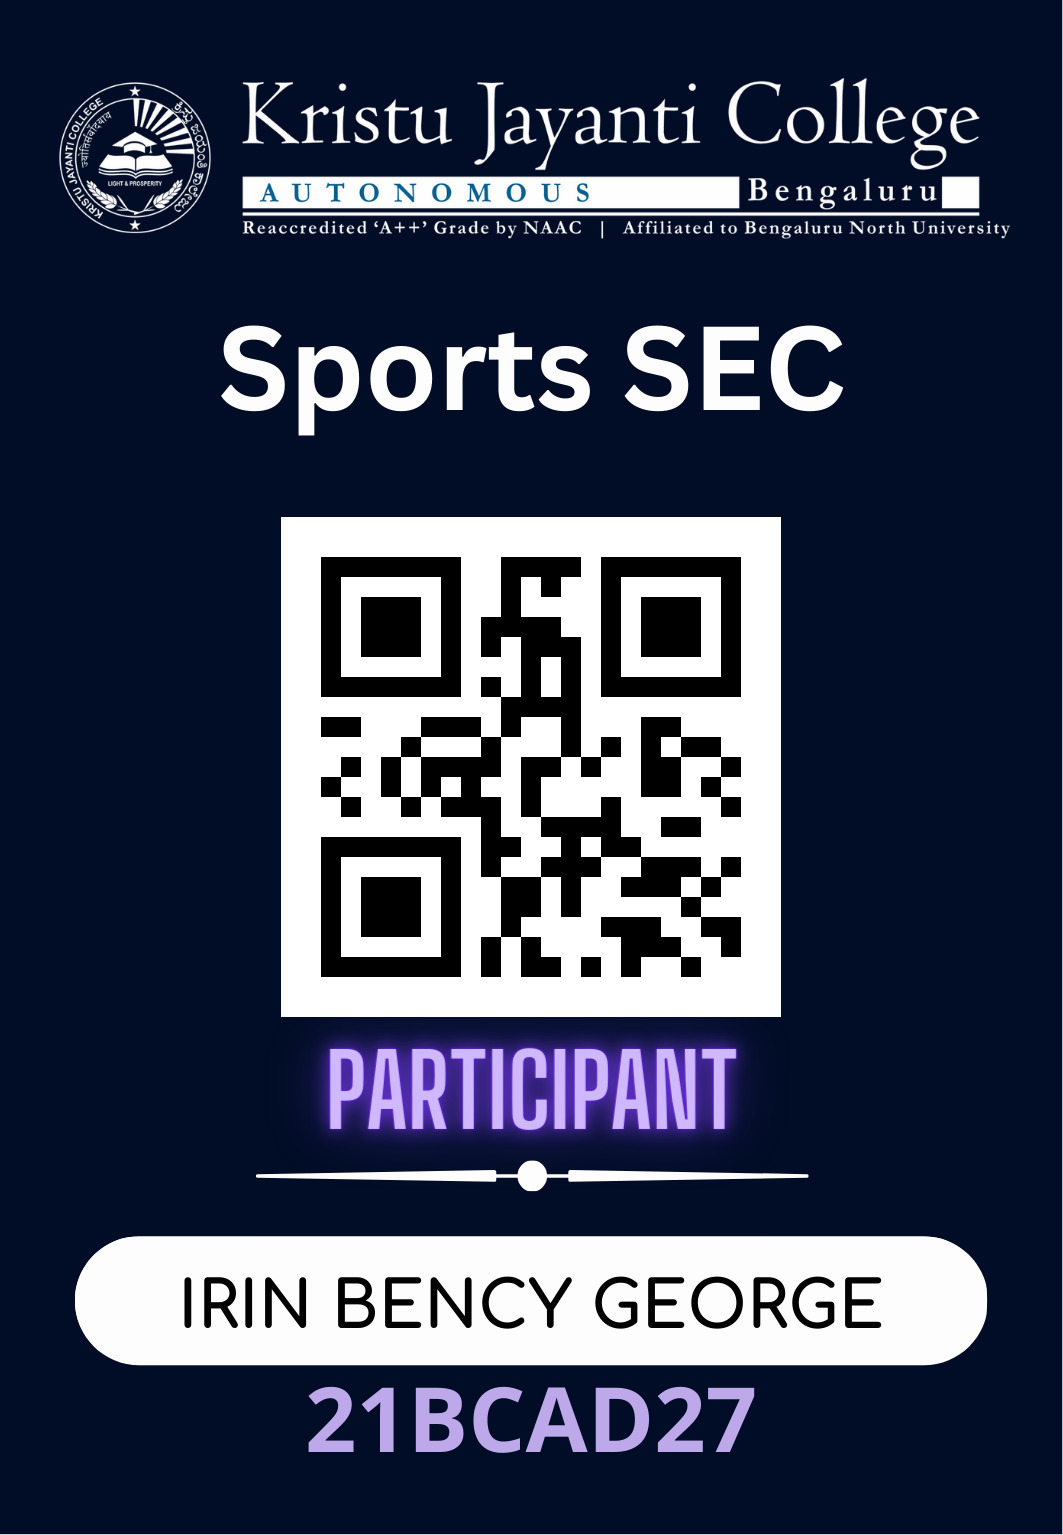 Kristu Jayanti College
AUTONOMOUS Bengaluru
Reaccredited ‘A++’ Grade by NAAC | Affiliated to Bengaluru North University
KRISTU JAYANTI COLLEGE
ಕ್ರಿಸ್ತು ಜಯಂತಿ ಕಾಲೇಜು
LIGHT & PROSPERITY
Sports SEC
PARTICIPANT
IRIN BENCY GEORGE
21BCAD27